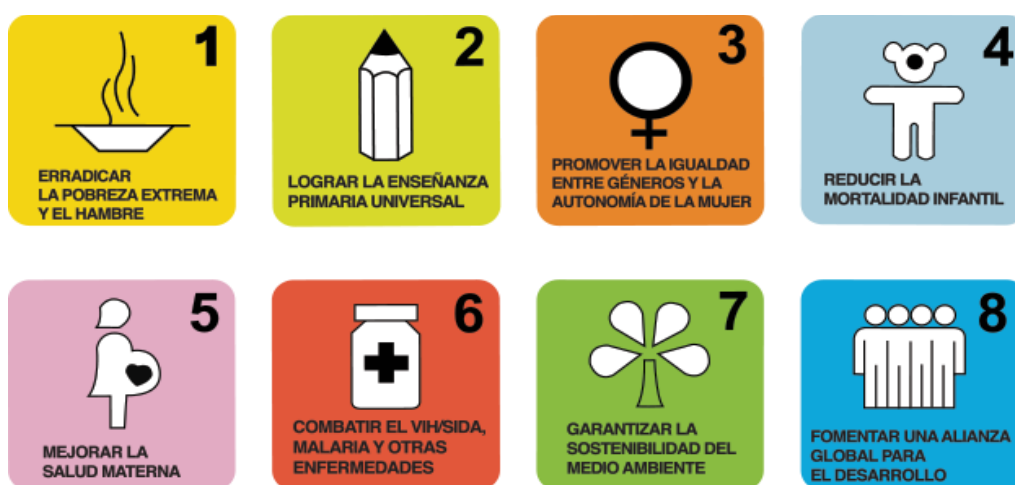 1
ERRADICAR
LA POBREZA EXTREMA
Y EL HAMBRE
2
LOGRAR LA ENSEÑANZA
PRIMARIA UNIVERSAL
3
PROMOVER LA IGUALDAD
ENTRE GÉNEROS Y LA
AUTONOMÍA DE LA MUJER
4
REDUCIR LA
MORTALIDAD INFANTIL
5
MEJORAR LA
SALUD MATERNA
6
COMBATIR EL VIH/SIDA,
MALARIA Y OTRAS
ENFERMEDADES
7
GARANTIZAR LA
SOSTENIBILIDAD DEL
MEDIO AMBIENTE
8
FOMENTAR UNA ALIANZA
GLOBAL PARA
EL DESARROLLO